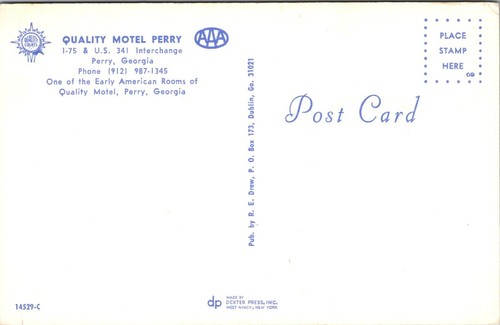 QUALITY MOTEL PERRY
I-75 & U.S. 341 Interchange
Perry, Georgia
Phone (912) 987-1345
One of the Early American Rooms of
Quality Motel, Perry, Georgia
AAA
PLACE
STAMP
HERE
Post Card
Pub. by R. E. Drew, P. O. Box 173, Dublin, Ga. 31021
14529-C
dp
MADE BY
DEXTER PRESS, INC.
WEST NYACK, NEW YORK